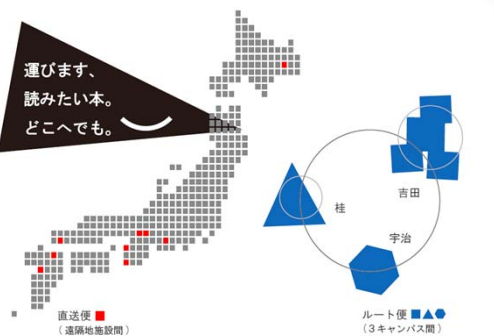 運びます、
読みたい本。
どこへでも。
吉田
桂
宇治
直送便
（遠隔地施設間）
ルート便
（３キャンパス間）